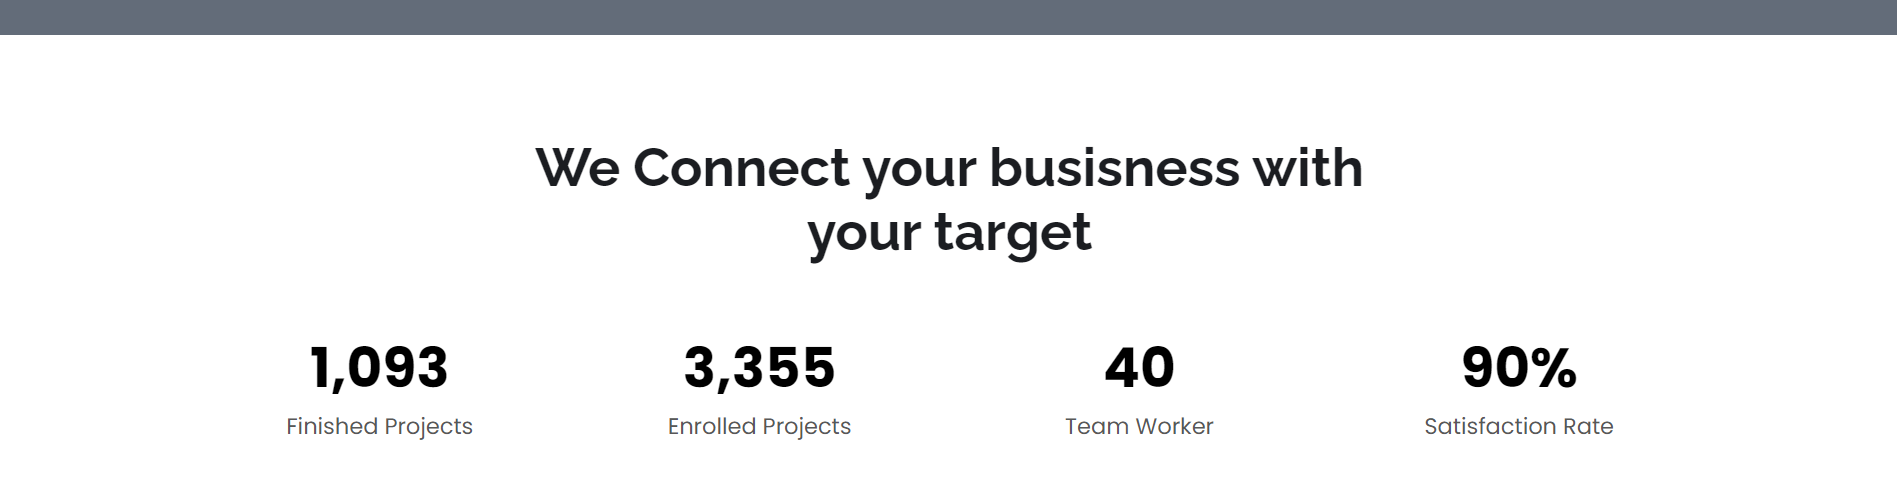 We Connect your busisness with
your target
1,093 3,355 40 90%
Finished Projects Enrolled Projects Team Worker Satisfaction Rate